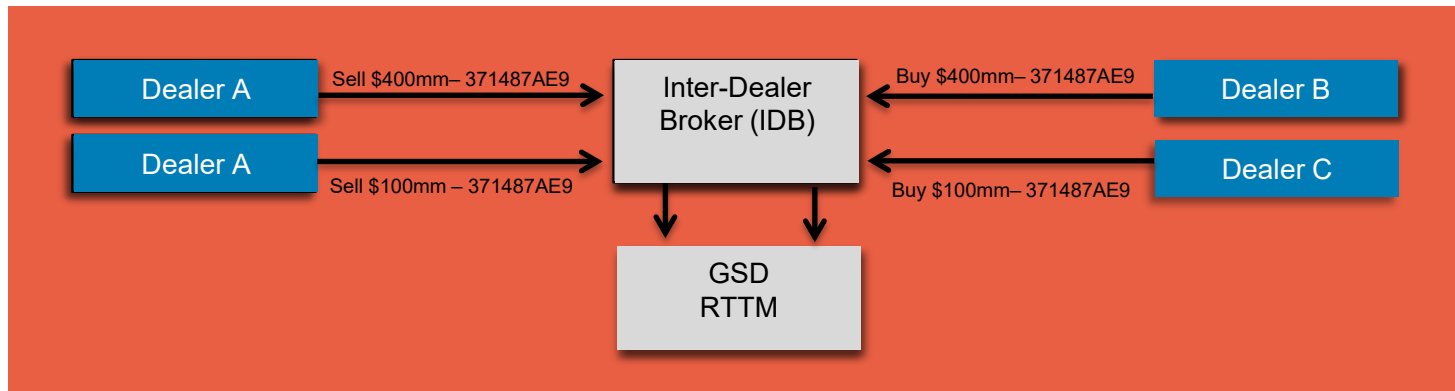 Dealer A
Sell $400mm– 371487AE9
Inter-Dealer
Broker (IDB)
Buy $400mm– 371487AE9
Dealer B
Dealer A
Sell $100mm – 371487AE9
Buy $100mm– 371487AE9
Dealer C
GSD
RTTM